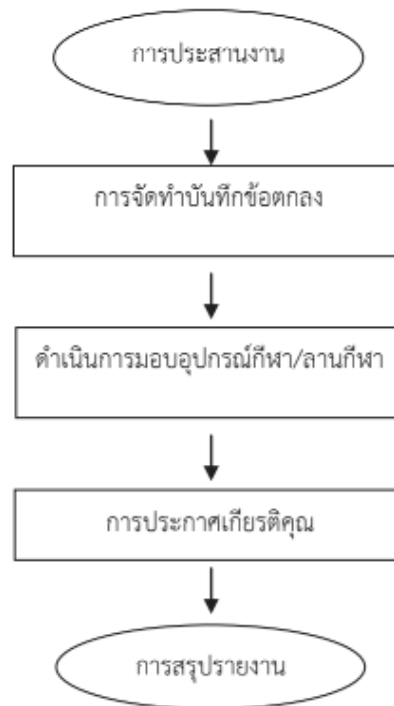 การประสานงาน
การจัดทำบันทึกข้อตกลง
ดำเนินการมอบอุปกรณ์กีฬา/ลานกีฬา
การประกาศเกียรติคุณ
การสรุปรายงาน